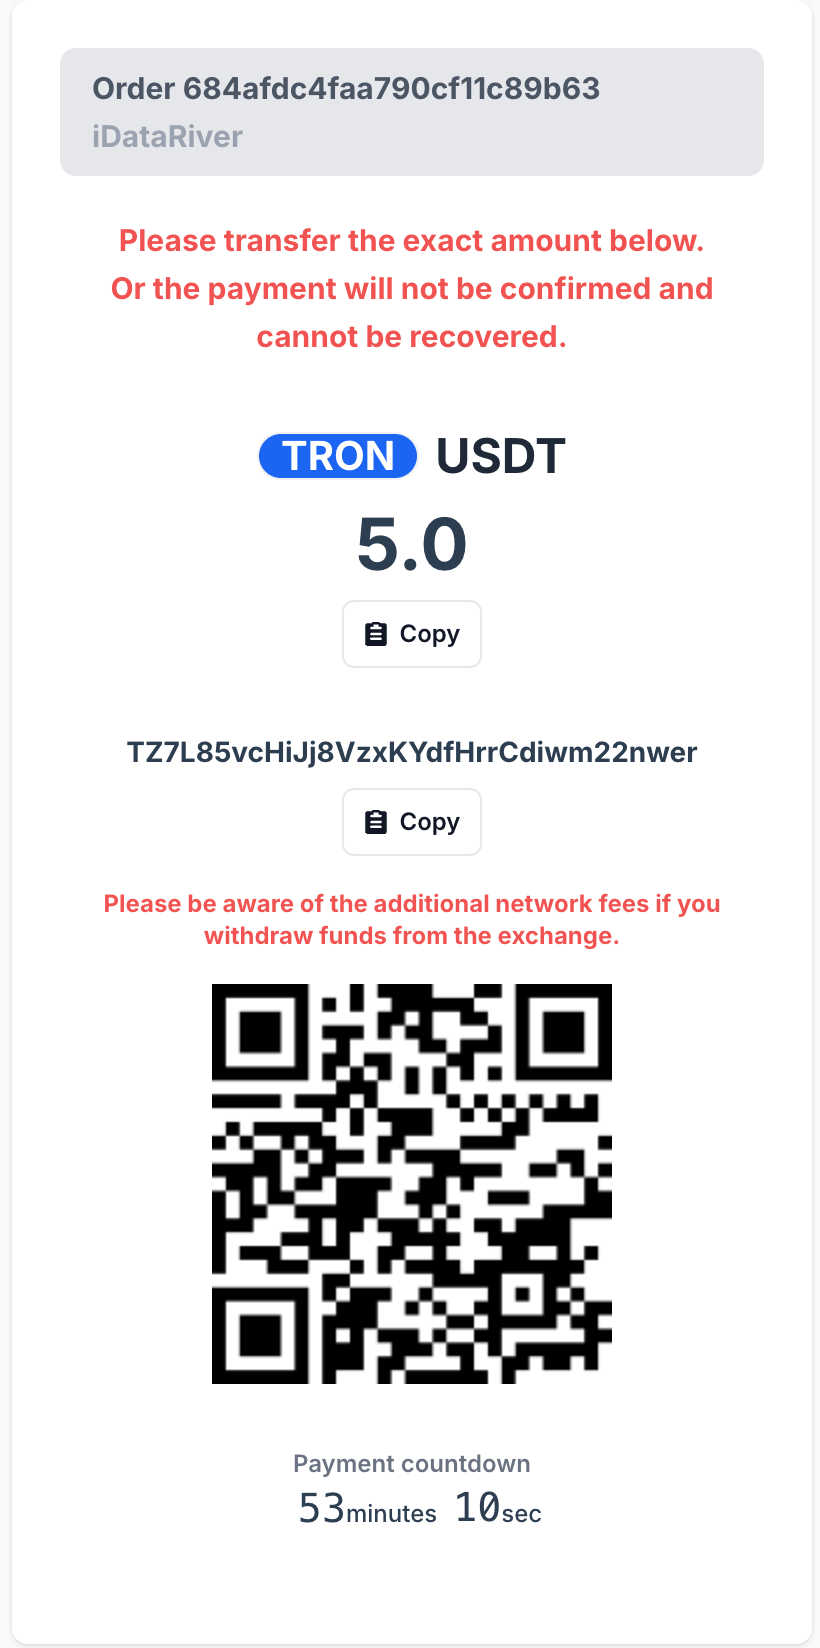 Order 684afdc4faa790cf11c89b63
iDataRiver
Please transfer the exact amount below.
Or the payment will not be confirmed and
cannot be recovered.
TRON USDT
5.0
Copy
TZ7L85vcHiJj8VzxKYdfHrrCdiwm22nwer
Copy
Please be aware of the additional network fees if you
withdraw funds from the exchange.
Payment countdown
53minutes 10sec